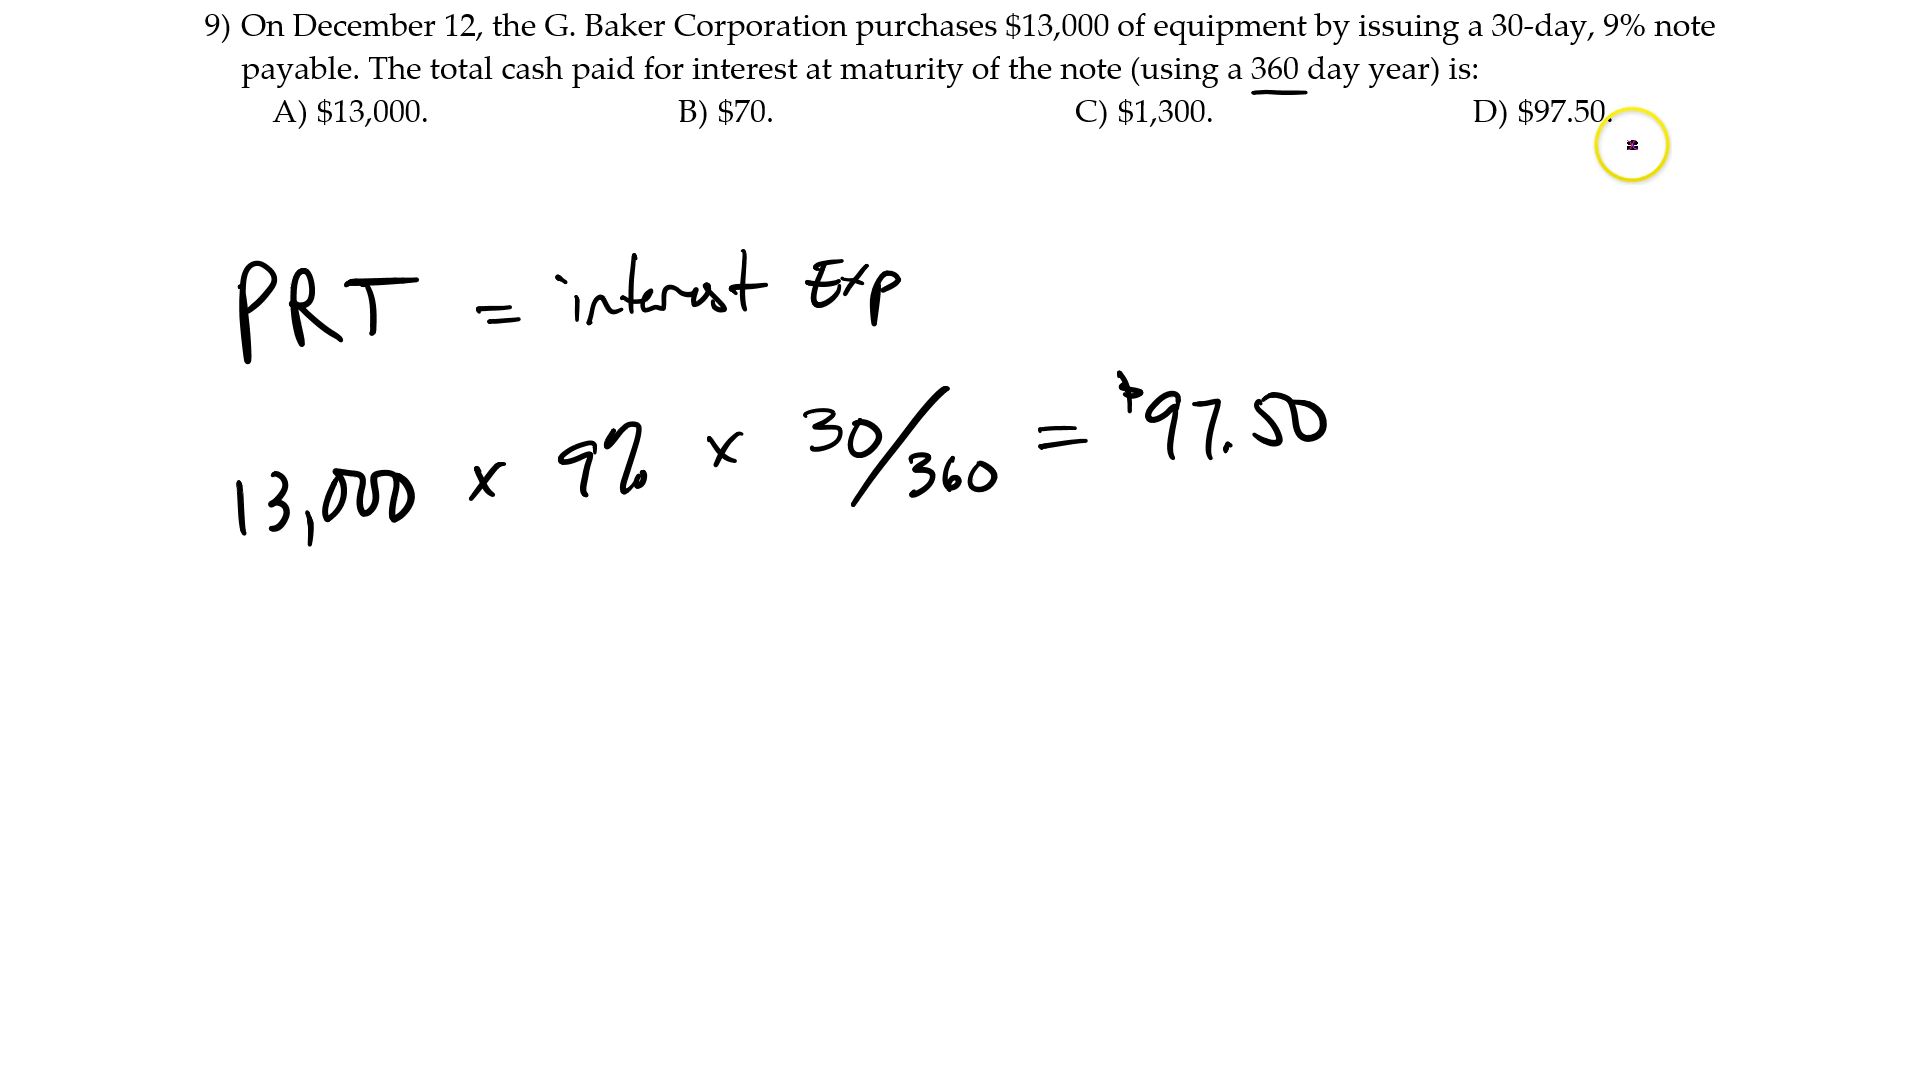 9) On December 12, the G. Baker Corporation purchases $13,000 of equipment by issuing a 30-day, 9% note
payable. The total cash paid for interest at maturity of the note (using a 360 day year) is:
A) $13,000. B) $70. C) $1,300. D) $97.50.
PRT = interest Exp
13,000 x 9% x 30/360 = $97.50